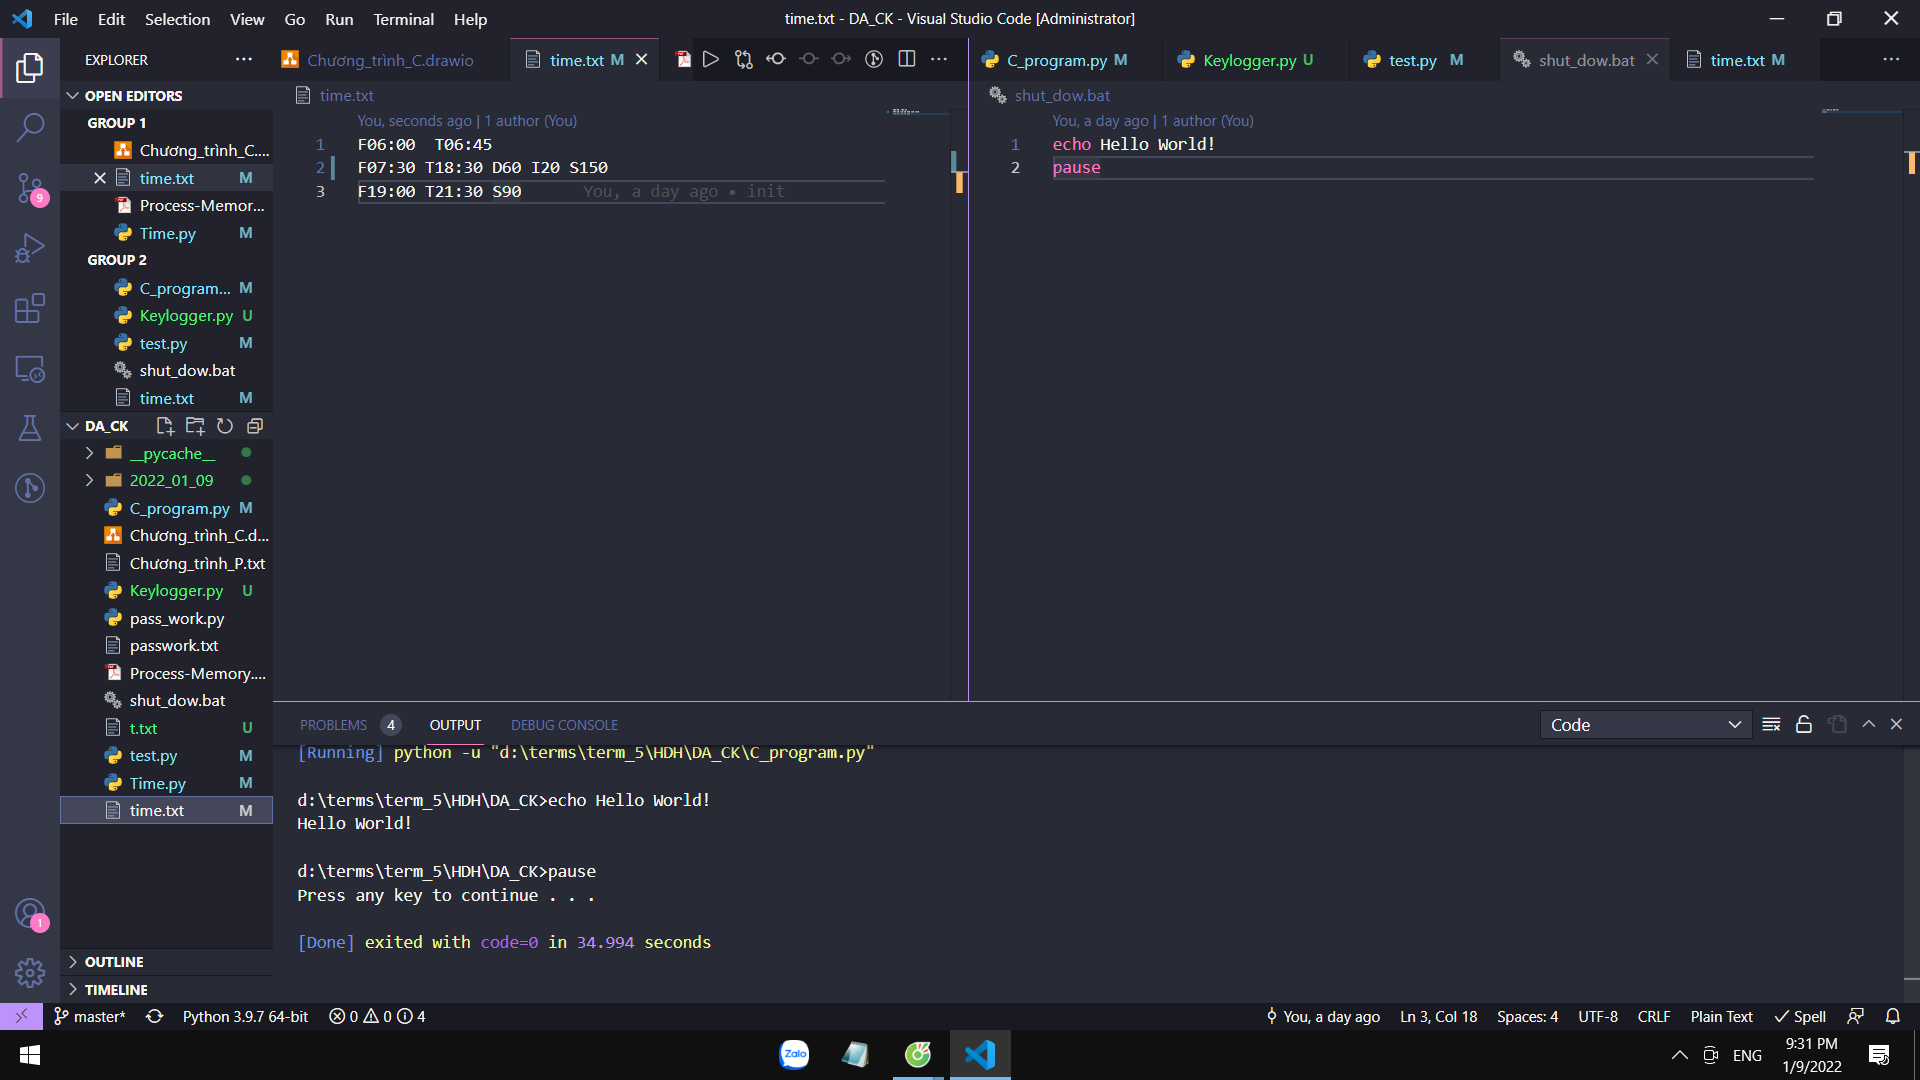 File Edit Selection View Go Run Terminal Help
time.txt - DA_CK - Visual Studio Code [Administrator]
EXPLORER
OPEN EDITORS
GROUP 1
Chương_trình_C....
time.txt M
Process-Memor...
Time.py M
GROUP 2
C_program... M
Keylogger.py U
test.py M
shut_dow.bat
time.txt M
DA_CK
__pycache__
2022_01_09
C_program.py M
Chương_trình_C.d...
Chương_trình_P.txt
Keylogger.py U
pass_work.py
passwork.txt
Process-Memory....
shut_dow.bat
t.txt U
test.py M
Time.py M
time.txt M
OUTLINE
TIMELINE
9
1
Chương_trình_C.drawio
time.txt M
time.txt
You, seconds ago | 1 author (You)
1 F06:00  T06:45
2 F07:30 T18:30 D60 I20 S150
3 F19:00 T21:30 S90 You, a day ago • init
C_program.py M
Keylogger.py U
test.py M
shut_dow.bat
time.txt M
shut_dow.bat
You, a day ago | 1 author (You)
1 echo Hello World!
2 pause
PROBLEMS 4 OUTPUT DEBUG CONSOLE
Code
[Running] python -u "d:\terms\term_5\HDH\DA_CK\C_program.py"
d:\terms\term_5\HDH\DA_CK>echo Hello World!
Hello World!
d:\terms\term_5\HDH\DA_CK>pause
Press any key to continue . . .
[Done] exited with code=0 in 34.994 seconds
master* Python 3.9.7 64-bit 0 0 4
You, a day ago Ln 3, Col 18 Spaces: 4 UTF-8 CRLF Plain Text Spell
Zalo
ENG
9:31 PM
1/9/2022